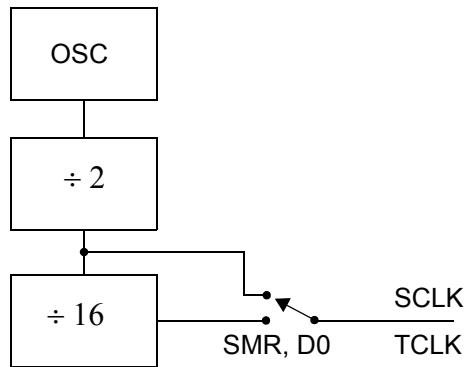 OSC
÷ 2
÷ 16
SCLK
SMR, D0
TCLK